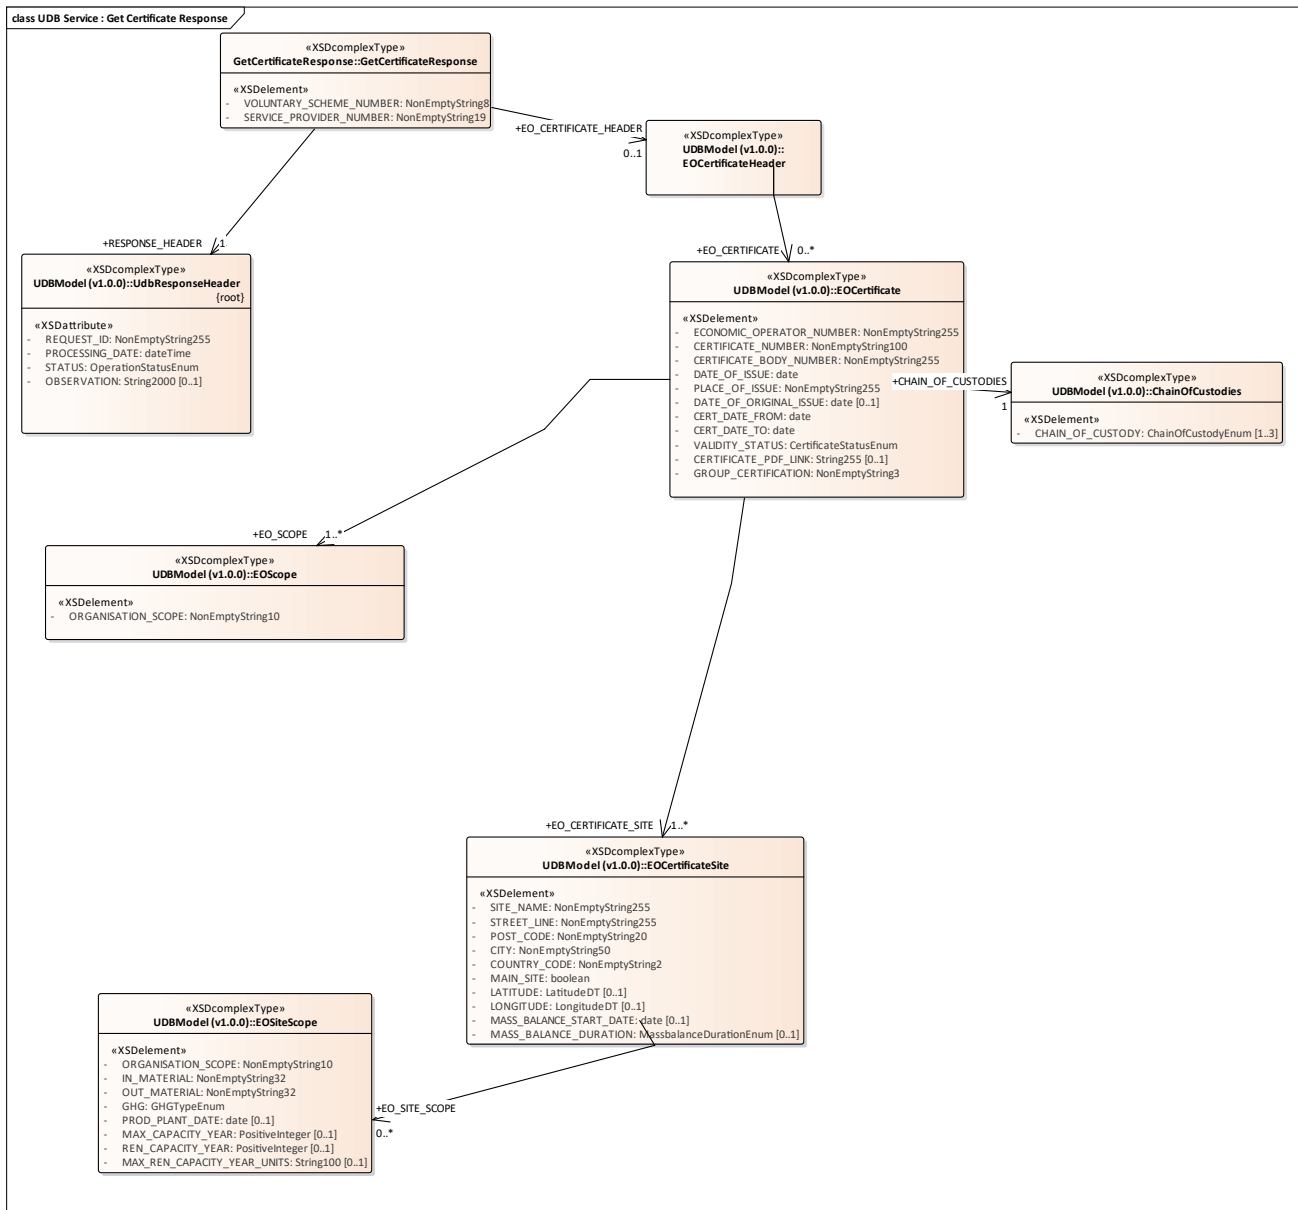 class UDB Service : Get Certificate Response
«XSDcomplexType»
GetCertificateResponse::GetCertificateResponse
«XSDelement»
- VOLUNTARY_SCHEME_NUMBER: NonEmptyString8
- SERVICE_PROVIDER_NUMBER: NonEmptyString19
+EO_CERTIFICATE_HEADER
0..1
«XSDcomplexType»
UDBModel (v1.0.0)::
EOCertificateHeader
+RESPONSE_HEADER
1
«XSDcomplexType»
UDBModel (v1.0.0)::UdbResponseHeader
{root}
«XSDattribute»
- REQUEST_ID: NonEmptyString255
- PROCESSING_DATE: dateTime
- STATUS: OperationStatusEnum
- OBSERVATION: String2000 [0..1]
+EO_CERTIFICATE
0..*
«XSDcomplexType»
UDBModel (v1.0.0)::EOCertificate
«XSDelement»
- ECONOMIC_OPERATOR_NUMBER: NonEmptyString255
- CERTIFICATE_NUMBER: NonEmptyString100
- CERTIFICATE_BODY_NUMBER: NonEmptyString255
- DATE_OF_ISSUE: date
- PLACE_OF_ISSUE: NonEmptyString255
- DATE_OF_ORIGINAL_ISSUE: date [0..1]
- CERT_DATE_FROM: date
- CERT_DATE_TO: date
- VALIDITY_STATUS: CertificateStatusEnum
- CERTIFICATE_PDF_LINK: String255 [0..1]
- GROUP_CERTIFICATION: NonEmptyString3
+CHAIN_OF_CUSTODIES
1
«XSDcomplexType»
UDBModel (v1.0.0)::ChainOfCustodies
«XSDelement»
- CHAIN_OF_CUSTODY: ChainOfCustodyEnum [1..3]
+EO_SCOPE
1..*
«XSDcomplexType»
UDBModel (v1.0.0)::EOScope
«XSDelement»
- ORGANISATION_SCOPE: NonEmptyString10
+EO_CERTIFICATE_SITE
1..*
«XSDcomplexType»
UDBModel (v1.0.0)::EOCertificateSite
«XSDelement»
- SITE_NAME: NonEmptyString255
- STREET_LINE: NonEmptyString255
- POST_CODE: NonEmptyString20
- CITY: NonEmptyString50
- COUNTRY_CODE: NonEmptyString2
- MAIN_SITE: boolean
- LATITUDE: LatitudeDT [0..1]
- LONGITUDE: LongitudeDT [0..1]
- MASS_BALANCE_START_DATE: date [0..1]
- MASS_BALANCE_DURATION: MassbalanceDurationEnum [0..1]
«XSDcomplexType»
UDBModel (v1.0.0)::EOSiteScope
«XSDelement»
- ORGANISATION_SCOPE: NonEmptyString10
- IN_MATERIAL: NonEmptyString32
- OUT_MATERIAL: NonEmptyString32
- GHG: GHGTypeEnum
- PROD_PLANT_DATE: date [0..1]
- MAX_CAPACITY_YEAR: PositiveInteger [0..1]
- REN_CAPACITY_YEAR: PositiveInteger [0..1]
- MAX_REN_CAPACITY_YEAR_UNITS: String100 [0..1]
+EO_SITE_SCOPE
0..*